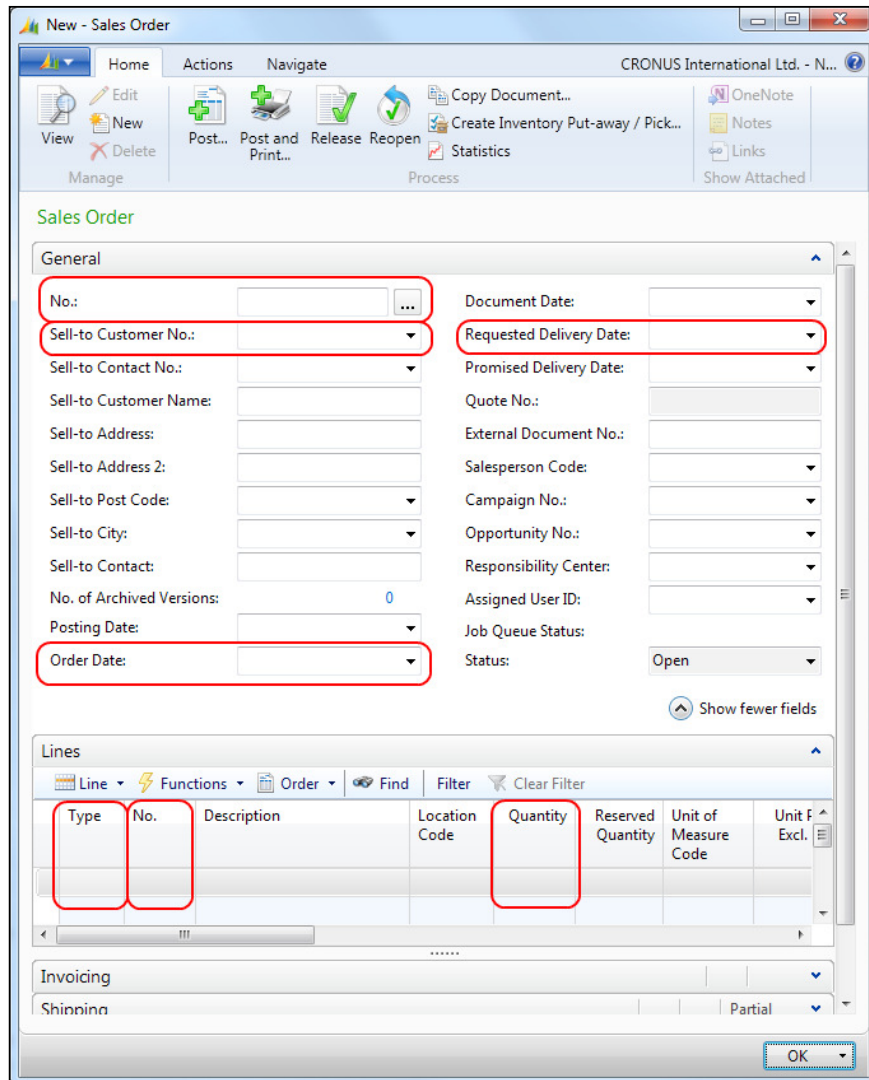 New - Sales Order
Home Actions Navigate CRONUS International Ltd. - N...
View
Edit
New
Delete
Manage
Post...
Post and Print...
Release
Reopen
Copy Document...
Create Inventory Put-away / Pick...
Statistics
Process
OneNote
Notes
Links
Show Attached
Sales Order
General
No.: ... Document Date:
Sell-to Customer No.: Requested Delivery Date:
Sell-to Contact No.: Promised Delivery Date:
Sell-to Customer Name: Quote No.:
Sell-to Address: External Document No.:
Sell-to Address 2: Salesperson Code:
Sell-to Post Code: Campaign No.:
Sell-to City: Opportunity No.:
Sell-to Contact: Responsibility Center:
No. of Archived Versions: 0 Assigned User ID:
Posting Date: Job Queue Status:
Order Date: Status: Open
Show fewer fields
Lines
Line Functions Order Find Filter Clear Filter
Type No. Description Location Code Quantity Reserved Quantity Unit of Measure Code Unit P Excl.
Invoicing
Shipping Partial
OK